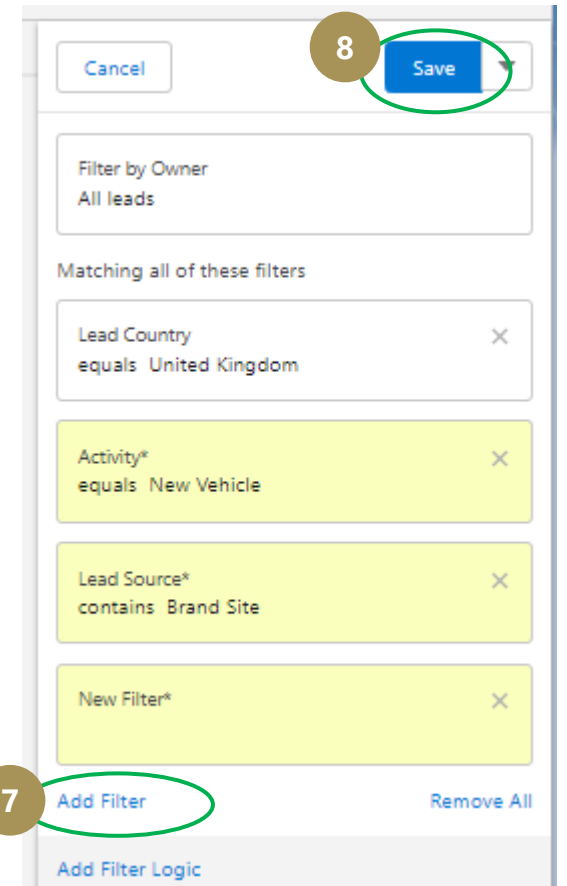 8
Cancel
Save
Filter by Owner
All leads
Matching all of these filters
Lead Country
equals United Kingdom
Activity*
equals New Vehicle
Lead Source*
contains Brand Site
New Filter*
7
Add Filter
Remove All
Add Filter Logic